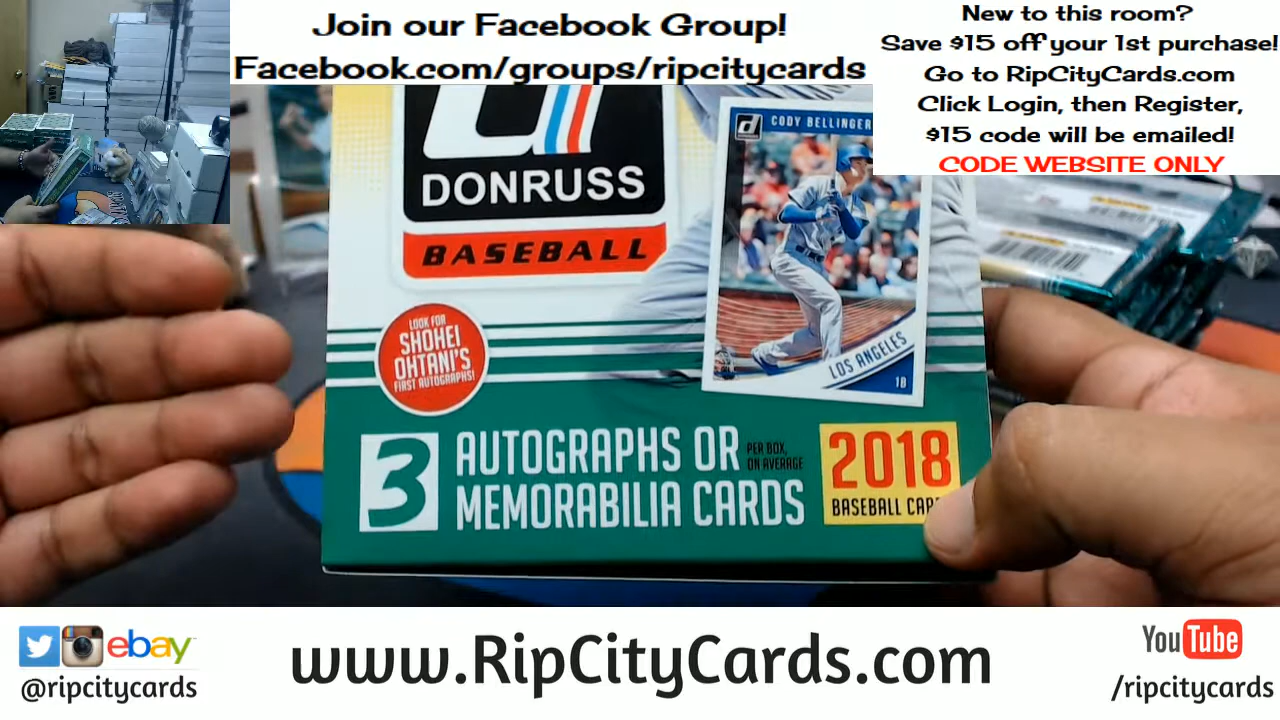 Join our Facebook Group!
Facebook.com/groups/ripcitycards
New to this room?
Save $15 off your 1st purchase!
Go to RipCityCards.com
Click Login, then Register,
$15 code will be emailed!
CODE WEBSITE ONLY
DONRUSS
BASEBALL
CODY BELLINGER
LOS ANGELES
1B
LOOK FOR
SHOHEI
OHTANI'S
FIRST AUTOGRAPHS!
3 AUTOGRAPHS OR
MEMORABILIA CARDS
PER BOX,
ON AVERAGE
2018
BASEBALL
ebay
@ripcitycards
www.RipCityCards.com
YouTube
/ripcitycards